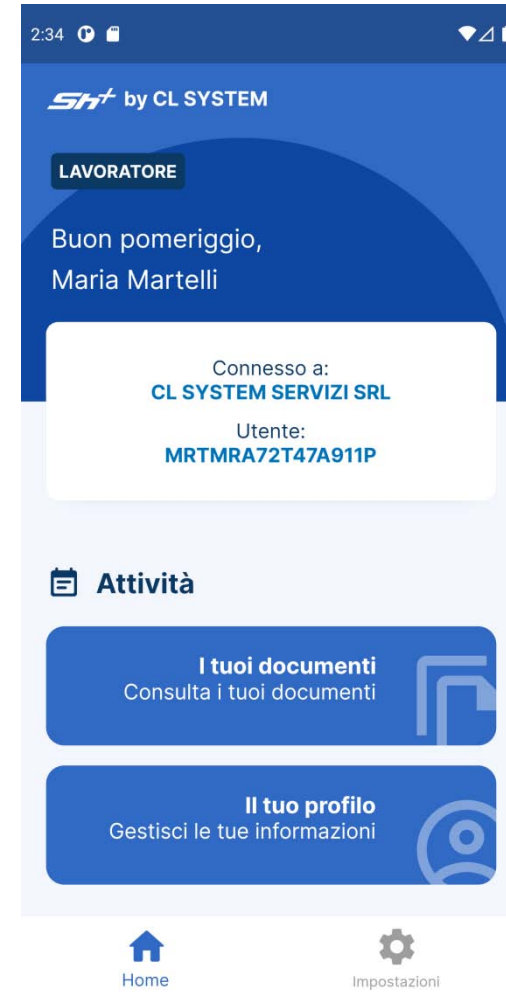 2:34
Sh+ by CL SYSTEM
LAVORATORE
Buon pomeriggio,
Maria Martelli
Connesso a:
CL SYSTEM SERVIZI SRL
Utente:
MRTMRA72T47A911P
Attività
I tuoi documenti
Consulta i tuoi documenti
Il tuo profilo
Gestisci le tue informazioni
Home
Impostazioni